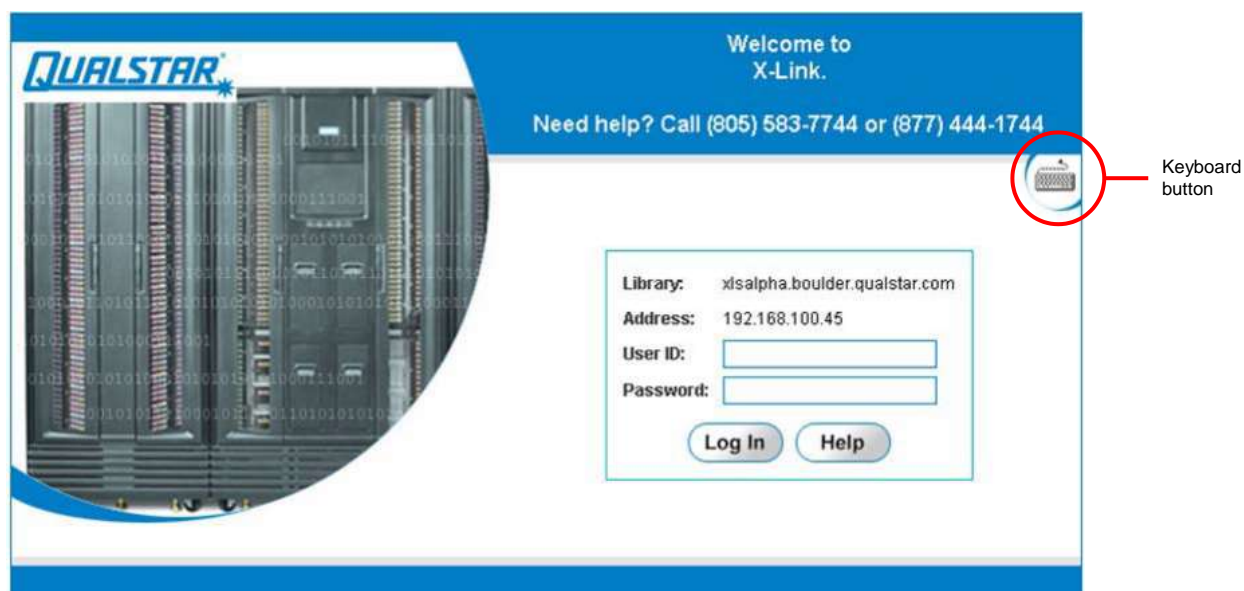 QUALSTAR
Welcome to
X-Link.
Need help? Call (805) 583-7744 or (877) 444-1744
Keyboard
button
Library: xlsalpha.boulder.qualstar.com
Address: 192.168.100.45
User ID:
Password:
Log In Help